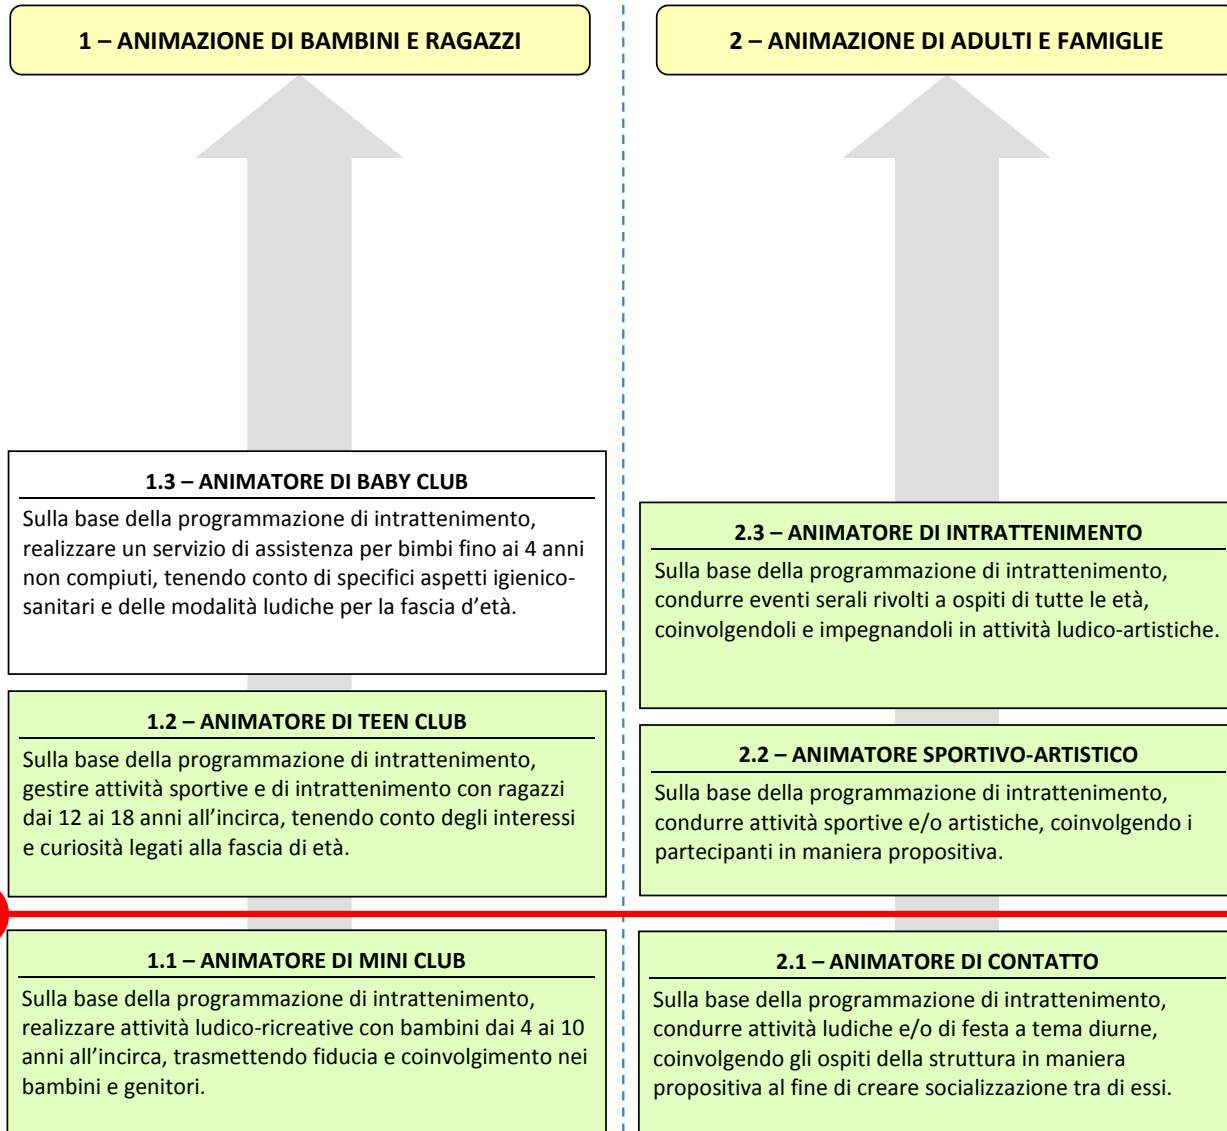 1 – ANIMAZIONE DI BAMBINI E RAGAZZI
2 – ANIMAZIONE DI ADULTI E FAMIGLIE
1.3 – ANIMATORE DI BABY CLUB
Sulla base della programmazione di intrattenimento,
realizzare un servizio di assistenza per bimbi fino ai 4 anni
non compiuti, tenendo conto di specifici aspetti igienico-
sanitari e delle modalità ludiche per la fascia d’età.
1.2 – ANIMATORE DI TEEN CLUB
Sulla base della programmazione di intrattenimento,
gestire attività sportive e di intrattenimento con ragazzi
dai 12 ai 18 anni all’incirca, tenendo conto degli interessi
e curiosità legati alla fascia di età.
1.1 – ANIMATORE DI MINI CLUB
Sulla base della programmazione di intrattenimento,
realizzare attività ludico-ricreative con bambini dai 4 ai 10
anni all’incirca, trasmettendo fiducia e coinvolgimento nei
bambini e genitori.
2.3 – ANIMATORE DI INTRATTENIMENTO
Sulla base della programmazione di intrattenimento,
condurre eventi serali rivolti a ospiti di tutte le età,
coinvolgendoli e impegnandoli in attività ludico-artistiche.
2.2 – ANIMATORE SPORTIVO-ARTISTICO
Sulla base della programmazione di intrattenimento,
condurre attività sportive e/o artistiche, coinvolgendo i
partecipanti in maniera propositiva.
2.1 – ANIMATORE DI CONTATTO
Sulla base della programmazione di intrattenimento,
condurre attività ludiche e/o di festa a tema diurne,
coinvolgendo gli ospiti della struttura in maniera
propositiva al fine di creare socializzazione tra di essi.